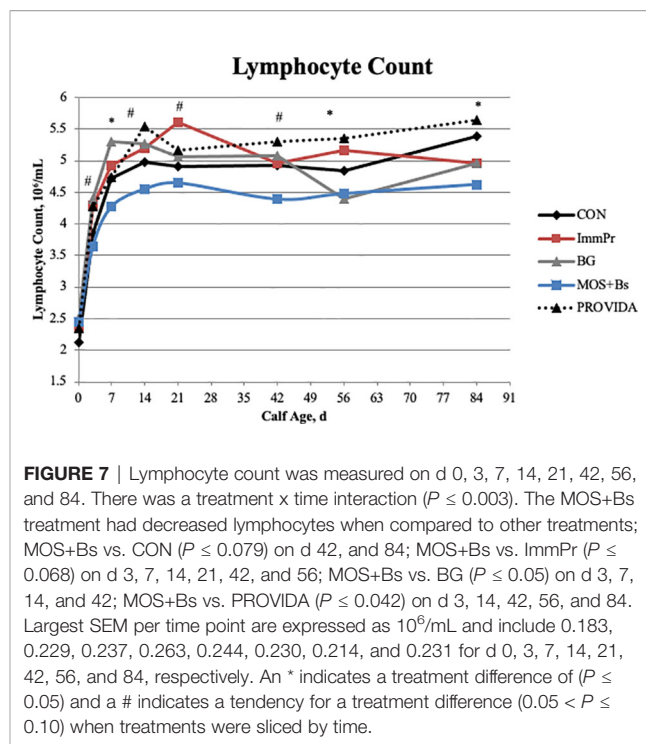 Lymphocyte Count
6
5.5
5
4.5
4
3.5
3
2.5
2
1.5
Lymphocyte Count, 10^6/mL
#
*
#
#
#
*
*
0 7 14 21 28 35 42 49 56 63 70 77 84 91
Calf Age, d
CON
ImmPr
BG
MOS+Bs
PROVIDA
FIGURE 7 | Lymphocyte count was measured on d 0, 3, 7, 14, 21, 42, 56,
and 84. There was a treatment x time interaction (P ≤ 0.003). The MOS+Bs
treatment had decreased lymphocytes when compared to other treatments;
MOS+Bs vs. CON (P ≤ 0.079) on d 42, and 84; MOS+Bs vs. ImmPr (P ≤
0.068) on d 3, 7, 14, 21, 42, and 56; MOS+Bs vs. BG (P ≤ 0.05) on d 3, 7,
14, and 42; MOS+Bs vs. PROVIDA (P ≤ 0.042) on d 3, 14, 42, 56, and 84.
Largest SEM per time point are expressed as 10^6/mL and include 0.183,
0.229, 0.237, 0.263, 0.244, 0.230, 0.214, and 0.231 for d 0, 3, 7, 14, 21,
42, 56, and 84, respectively. An * indicates a treatment difference of (P ≤
0.05) and a # indicates a tendency for a treatment difference (0.05 < P ≤
0.10) when treatments were sliced by time.